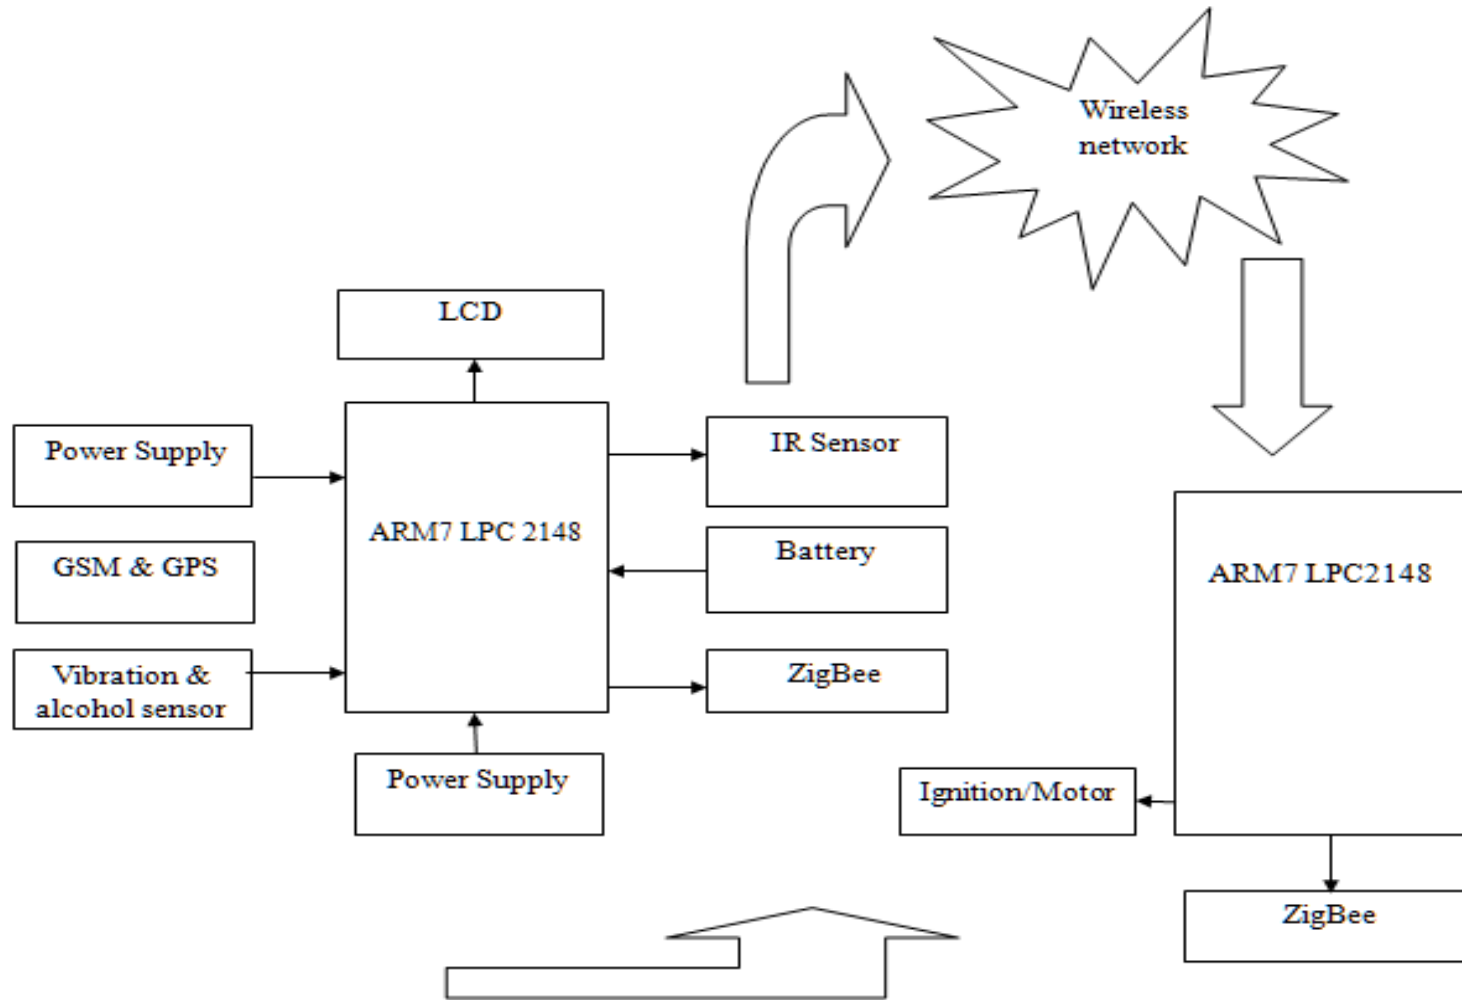 Wireless
network
LCD
Power Supply
IR Sensor
ARM7 LPC 2148
Battery
GSM & GPS
ARM7 LPC2148
Vibration &
alcohol sensor
ZigBee
Power Supply
Ignition/Motor
ZigBee